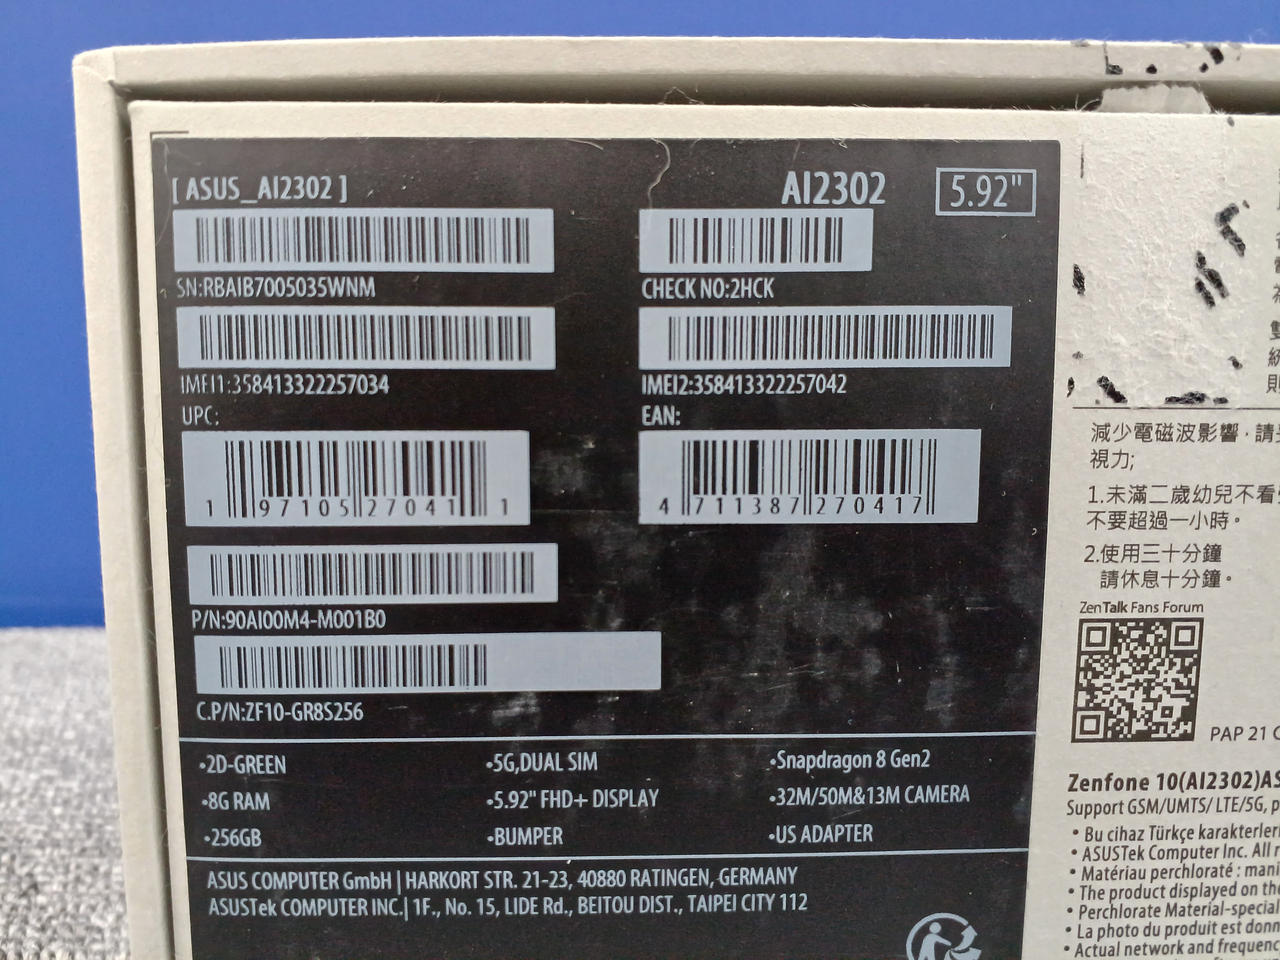 [ ASUS_AI2302 ]
AI2302
5.92"
SN:RBAIB7005035WNM
CHECK NO:2HCK
IMEI1:358413322257034
IMEI2:358413322257042
UPC:
EAN:
1 97105 27041 1
4 711387 270417
P/N:90AI00M4-M001B0
C.P/N:ZF10-GR8S256
•2D-GREEN
•5G,DUAL SIM
•Snapdragon 8 Gen2
•8G RAM
•5.92" FHD+ DISPLAY
•32M/50M&13M CAMERA
•256GB
•BUMPER
•US ADAPTER
ASUS COMPUTER GmbH | HARKORT STR. 21-23, 40880 RATINGEN, GERMANY
ASUSTek COMPUTER INC.| 1F., No. 15, LIDE Rd., BEITOU DIST., TAIPEI CITY 112
減少電磁波影響，請
視力;
1.未滿二歲幼兒不看
不要超過一小時。
2.使用三十分鐘
請休息十分鐘。
ZenTalk Fans Forum
PAP 21
Zenfone 10(AI2302)AS
Support GSM/UMTS/ LTE/5G, p
• Bu cihaz Türkçe karakterler
• ASUSTek Computer Inc. All r
• Matériau perchloraté : mani
• The product displayed on the
• Perchlorate Material-special
• La photo du produit est donn
• Actual network and frequenc